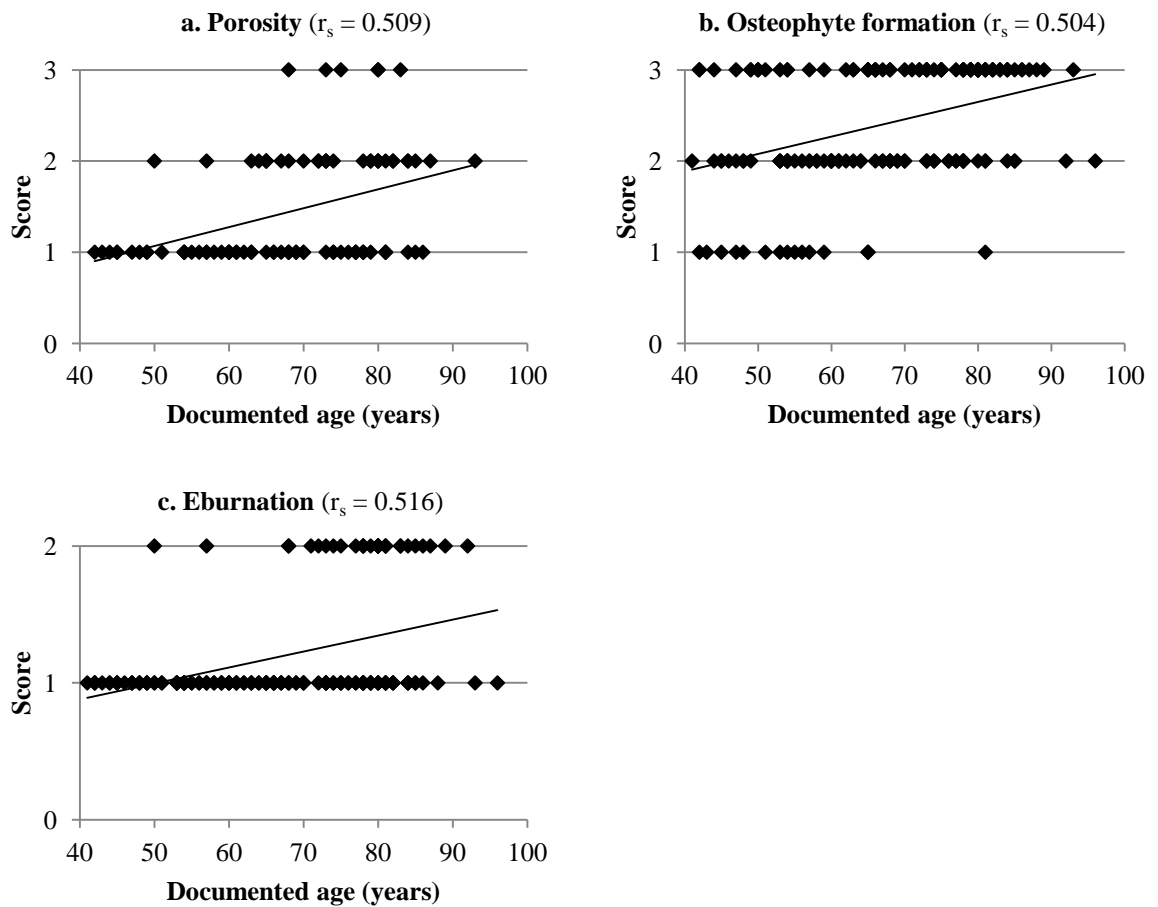 a. Porosity (rₛ = 0.509)
3
2
1
0
Score
40 50 60 70 80 90 100
Documented age (years)
b. Osteophyte formation (rₛ = 0.504)
3
2
1
0
Score
40 50 60 70 80 90 100
Documented age (years)
c. Eburnation (rₛ = 0.516)
2
1
0
Score
40 50 60 70 80 90 100
Documented age (years)